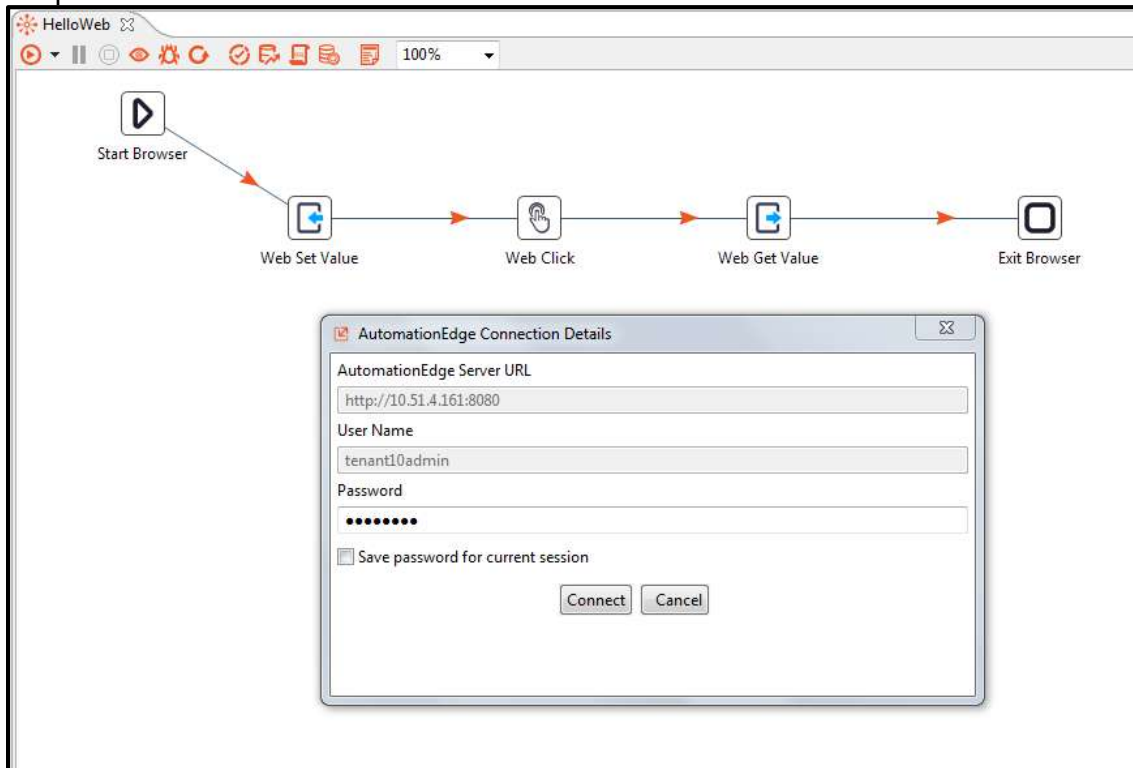 HelloWeb
100%
Start Browser
Web Set Value
Web Click
Web Get Value
Exit Browser
AutomationEdge Connection Details
AutomationEdge Server URL
http://10.51.4.161:8080
User Name
tenant10admin
Password
●●●●●●●●
Save password for current session
Connect Cancel